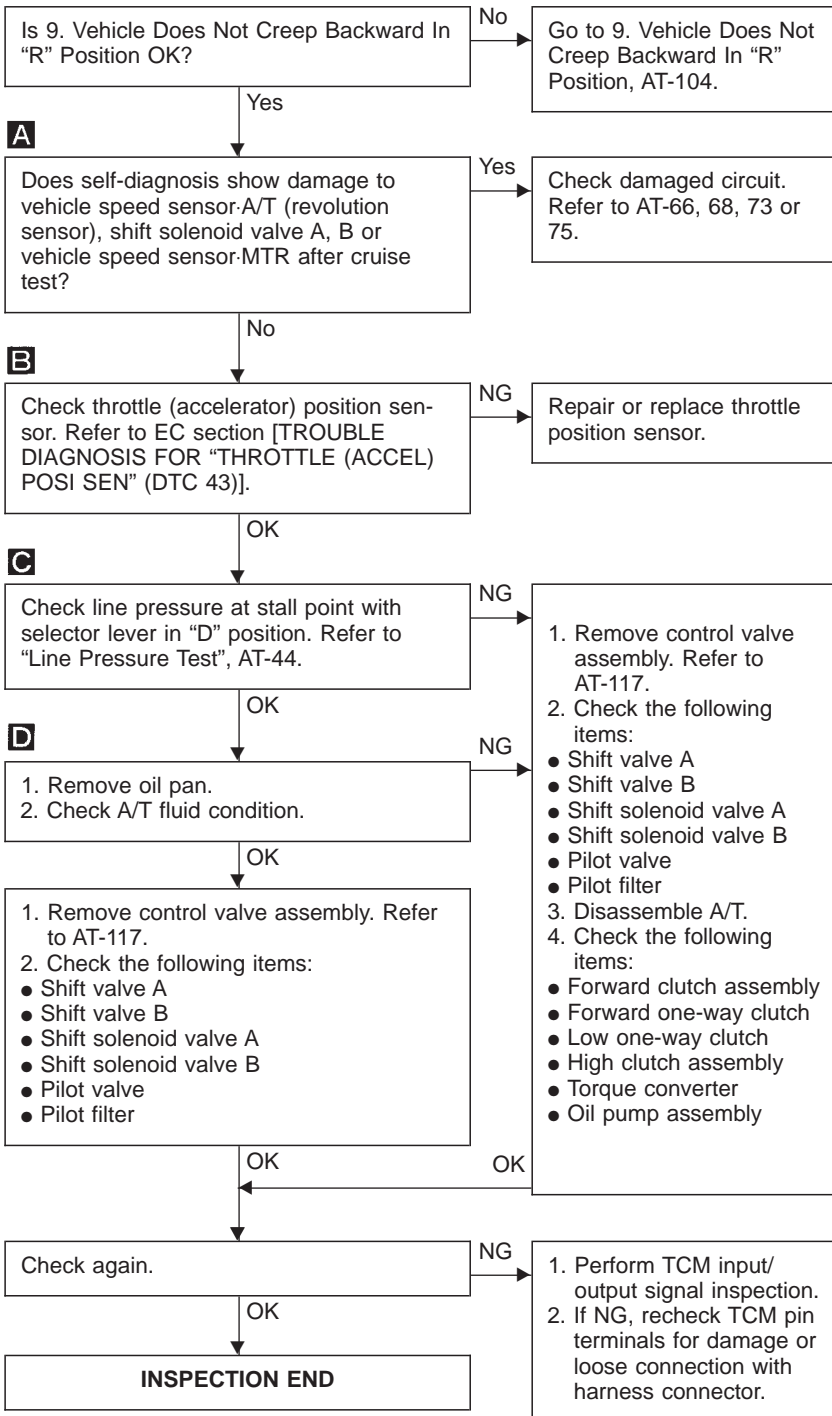 Is 9. Vehicle Does Not Creep Backward In
“R” Position OK?
No
Go to 9. Vehicle Does Not
Creep Backward In “R”
Position, AT-104.
Yes
A
Does self-diagnosis show damage to
vehicle speed sensor·A/T (revolution
sensor), shift solenoid valve A, B or
vehicle speed sensor·MTR after cruise
test?
Yes
Check damaged circuit.
Refer to AT-66, 68, 73 or
75.
No
B
Check throttle (accelerator) position sen-
sor. Refer to EC section [TROUBLE
DIAGNOSIS FOR “THROTTLE (ACCEL)
POSI SEN” (DTC 43)].
NG
Repair or replace throttle
position sensor.
OK
C
Check line pressure at stall point with
selector lever in “D” position. Refer to
“Line Pressure Test”, AT-44.
NG
OK
D
1. Remove oil pan.
2. Check A/T fluid condition.
NG
1. Remove control valve
assembly. Refer to
AT-117.
2. Check the following
items:
● Shift valve A
● Shift valve B
● Shift solenoid valve A
● Shift solenoid valve B
● Pilot valve
● Pilot filter
3. Disassemble A/T.
4. Check the following
items:
● Forward clutch assembly
● Forward one-way clutch
● Low one-way clutch
● High clutch assembly
● Torque converter
● Oil pump assembly
OK
1. Remove control valve assembly. Refer
to AT-117.
2. Check the following items:
● Shift valve A
● Shift valve B
● Shift solenoid valve A
● Shift solenoid valve B
● Pilot valve
● Pilot filter
OK
OK
Check again.
NG
1. Perform TCM input/
output signal inspection.
2. If NG, recheck TCM pin
terminals for damage or
loose connection with
harness connector.
OK
INSPECTION END